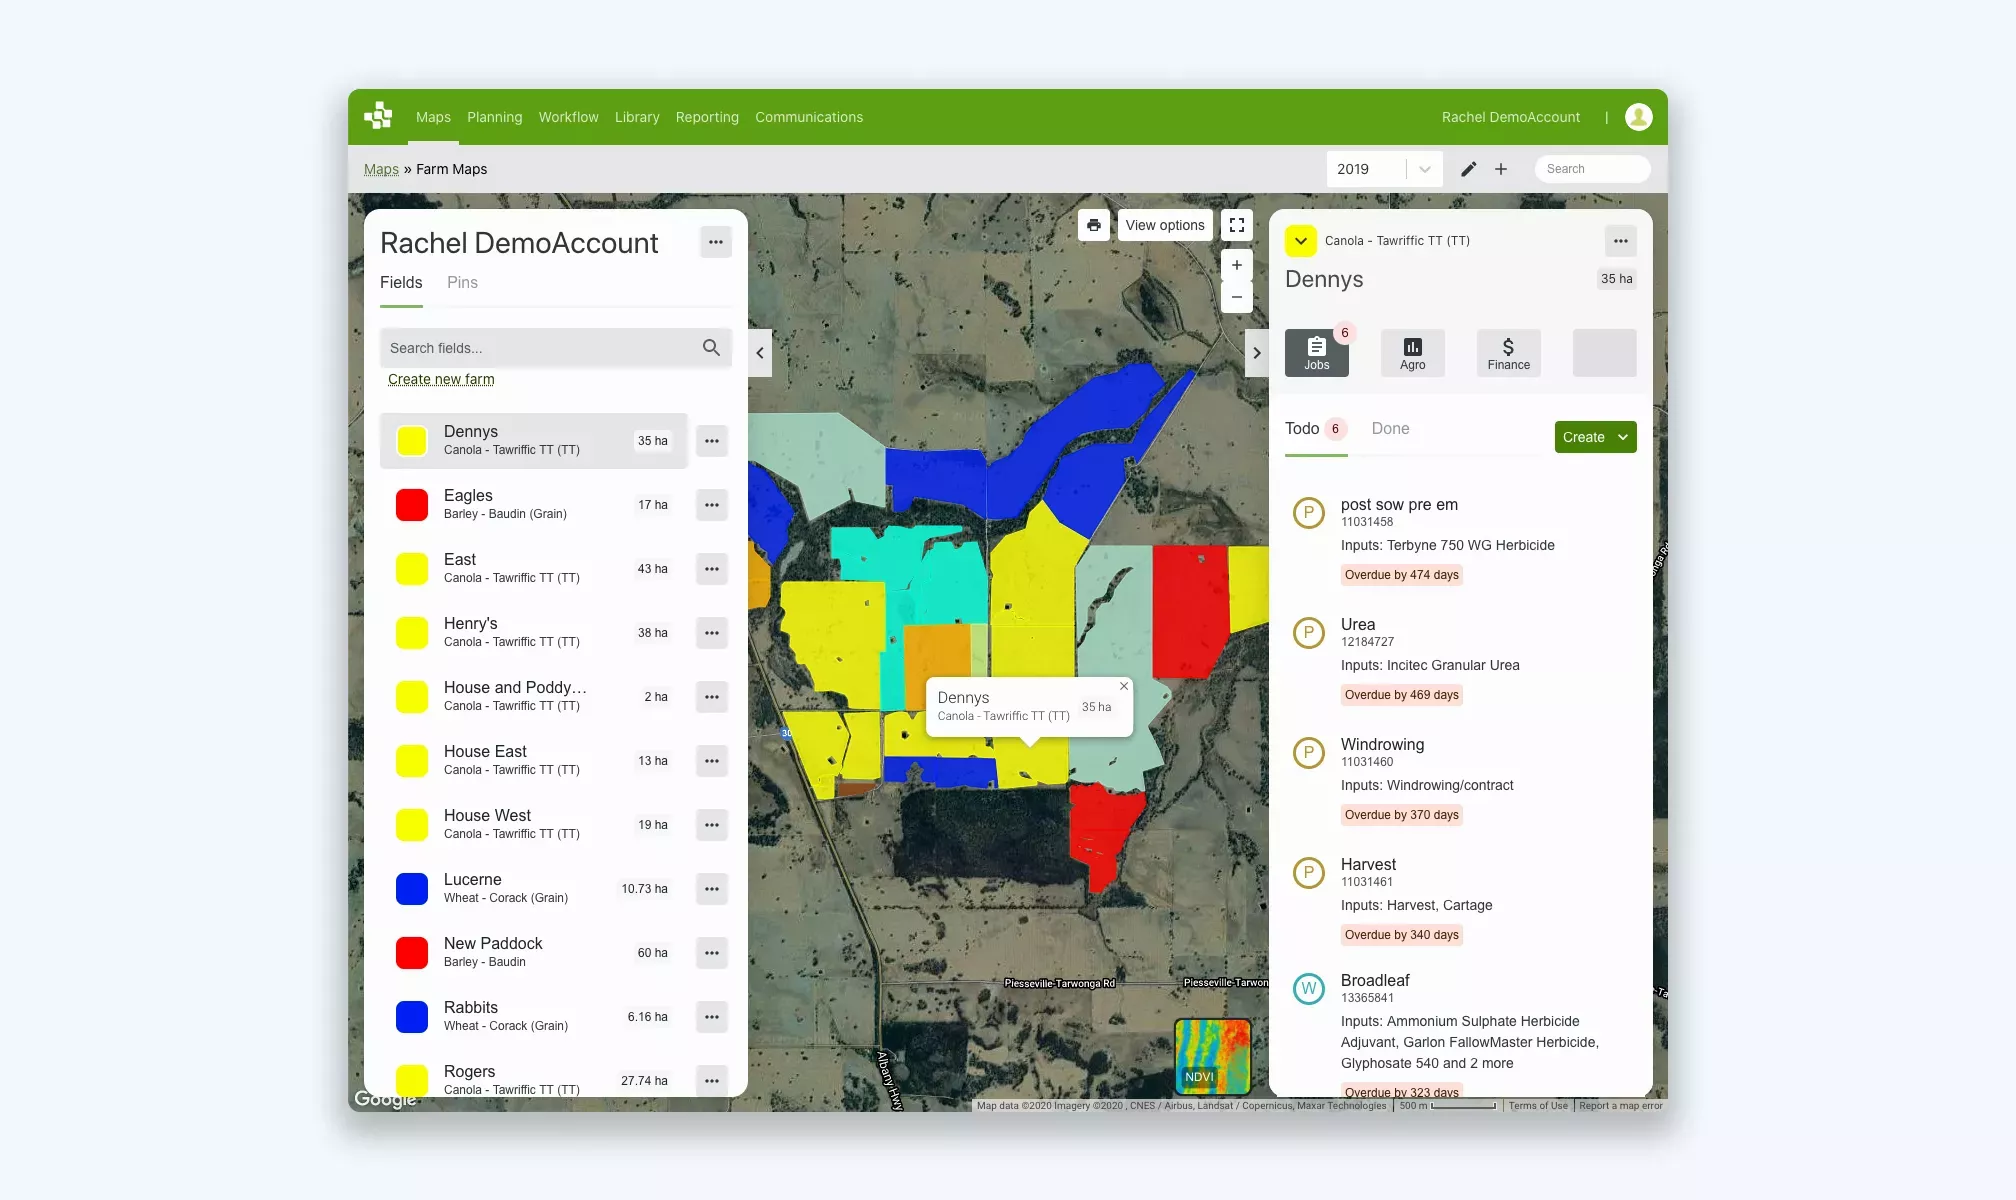 Maps Planning Workflow Library Reporting Communications
Rachel DemoAccount |
Maps » Farm Maps
2019
Search
Rachel DemoAccount
Fields Pins
Search fields...
Create new farm
Dennys
Canola - Tawriffic TT (TT)
35 ha
Eagles
Barley - Baudin (Grain)
17 ha
East
Canola - Tawriffic TT (TT)
43 ha
Henry's
Canola - Tawriffic TT (TT)
38 ha
House and Poddy…
Canola - Tawriffic TT (TT)
2 ha
House East
Canola - Tawriffic TT (TT)
13 ha
House West
Canola - Tawriffic TT (TT)
19 ha
Lucerne
Wheat - Corack (Grain)
10.73 ha
New Paddock
Barley - Baudin
60 ha
Rabbits
Wheat - Corack (Grain)
6.16 ha
Rogers
Canola - Tawriffic TT (TT)
27.74 ha
Google
View options
+
−
30
Dennys
Canola - Tawriffic TT (TT)
35 ha
Piesseville-Tarwonga Rd
Piesseville-Tarwon
Albany Hwy
NDVI
Canola - Tawriffic TT (TT)
Dennys
35 ha
6
Jobs
Agro
$
Finance
Todo 6 Done
Create
P
post sow pre em
11031458
Inputs: Terbyne 750 WG Herbicide
Overdue by 474 days
P
Urea
12184727
Inputs: Incitec Granular Urea
Overdue by 469 days
P
Windrowing
11031460
Inputs: Windrowing/contract
Overdue by 370 days
P
Harvest
11031461
Inputs: Harvest, Cartage
Overdue by 340 days
W
Broadleaf
13365841
Inputs: Ammonium Sulphate Herbicide
Adjuvant, Garlon FallowMaster Herbicide,
Glyphosate 540 and 2 more
Overdue by 323 days
Map data ©2020 Imagery ©2020 , CNES / Airbus, Landsat / Copernicus, Maxar Technologies
500 m
Terms of Use
Report a map error